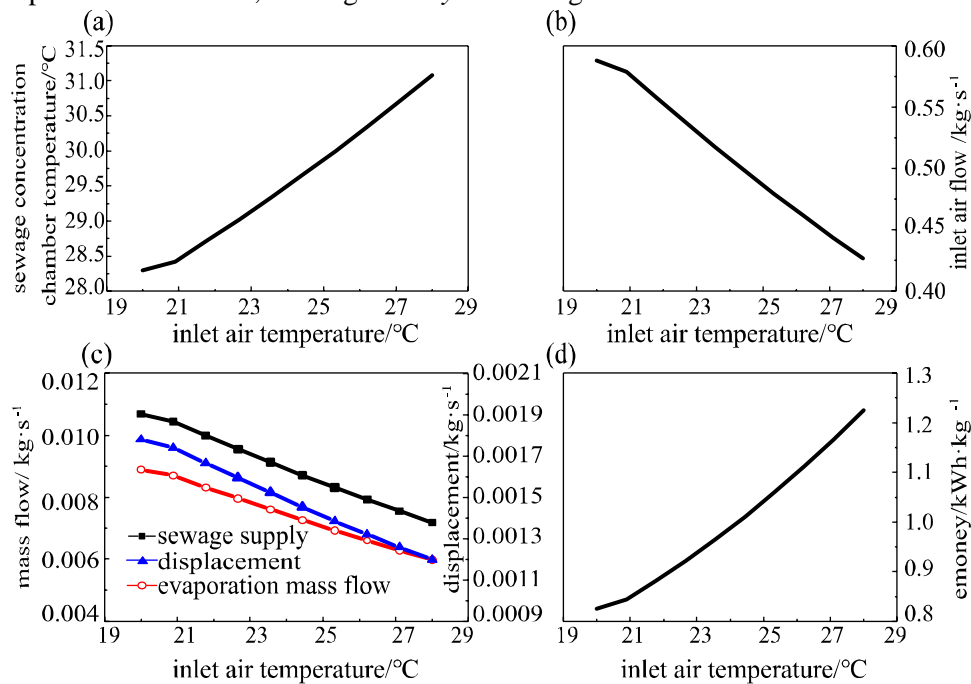 (a)
31.5
31.0
30.5
30.0
29.5
29.0
28.5
28.0
19 21 23 25 27 29
sewage concentration
chamber temperature/°C
inlet air temperature/°C
(b)
0.60
0.55
0.50
0.45
0.40
19 21 23 25 27 29
inlet air flow /kg·s⁻¹
inlet air temperature/°C
(c)
0.012
0.010
0.008
0.006
0.004
mass flow/ kg·s⁻¹
sewage supply
displacement
evaporation mass flow
0.0021
0.0019
0.0017
0.0015
0.0013
0.0011
0.0009
displacement/kg·s⁻¹
19 21 23 25 27 29
inlet air temperature/°C
(d)
1.3
1.2
1.1
1.0
0.9
0.8
emoney/kWh·kg⁻¹
19 21 23 25 27 29
inlet air temperature/°C